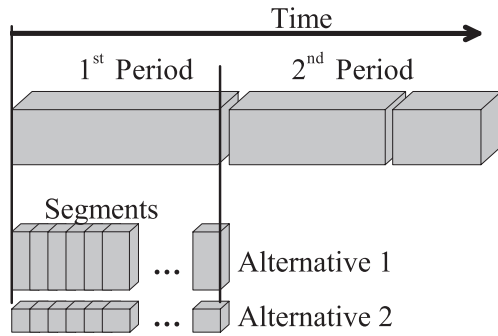 Time
1st Period 2nd Period
Segments
... Alternative 1
... Alternative 2